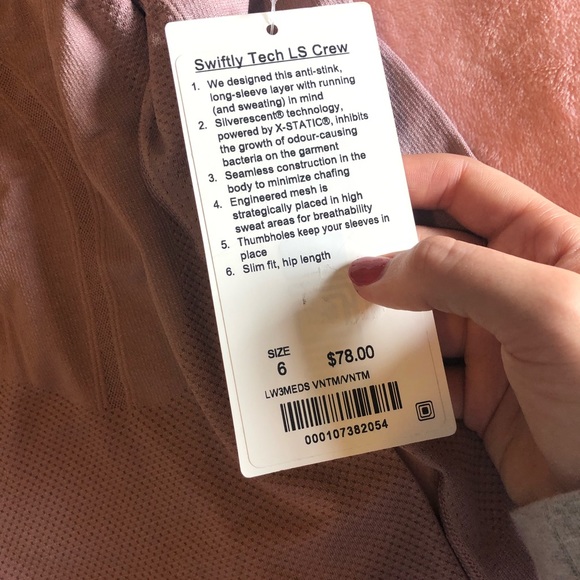 Swiftly Tech LS Crew
1. We designed this anti-stink,
long-sleeve layer with running
(and sweating) in mind
2. Silverescent® technology,
powered by X-STATIC®, inhibits
the growth of odour-causing
bacteria on the garment
3. Seamless construction in the
body to minimize chafing
4. Engineered mesh is
strategically placed in high
sweat areas for breathability
5. Thumbholes keep your sleeves in
place
6. Slim fit, hip length
SIZE
6
$78.00
LW3MEDS VNTM/VNTM
000107382054